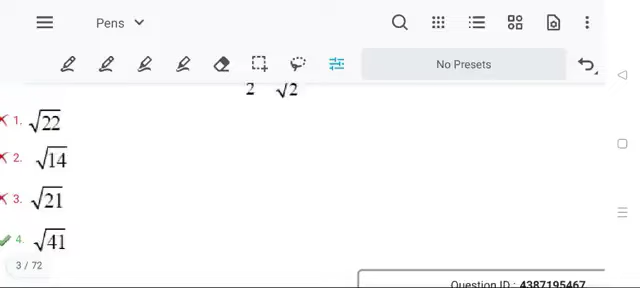 Pens
No Presets
2 √2
1. √22
2. √14
3. √21
4. √41
3 / 72
Question ID : 4387195467